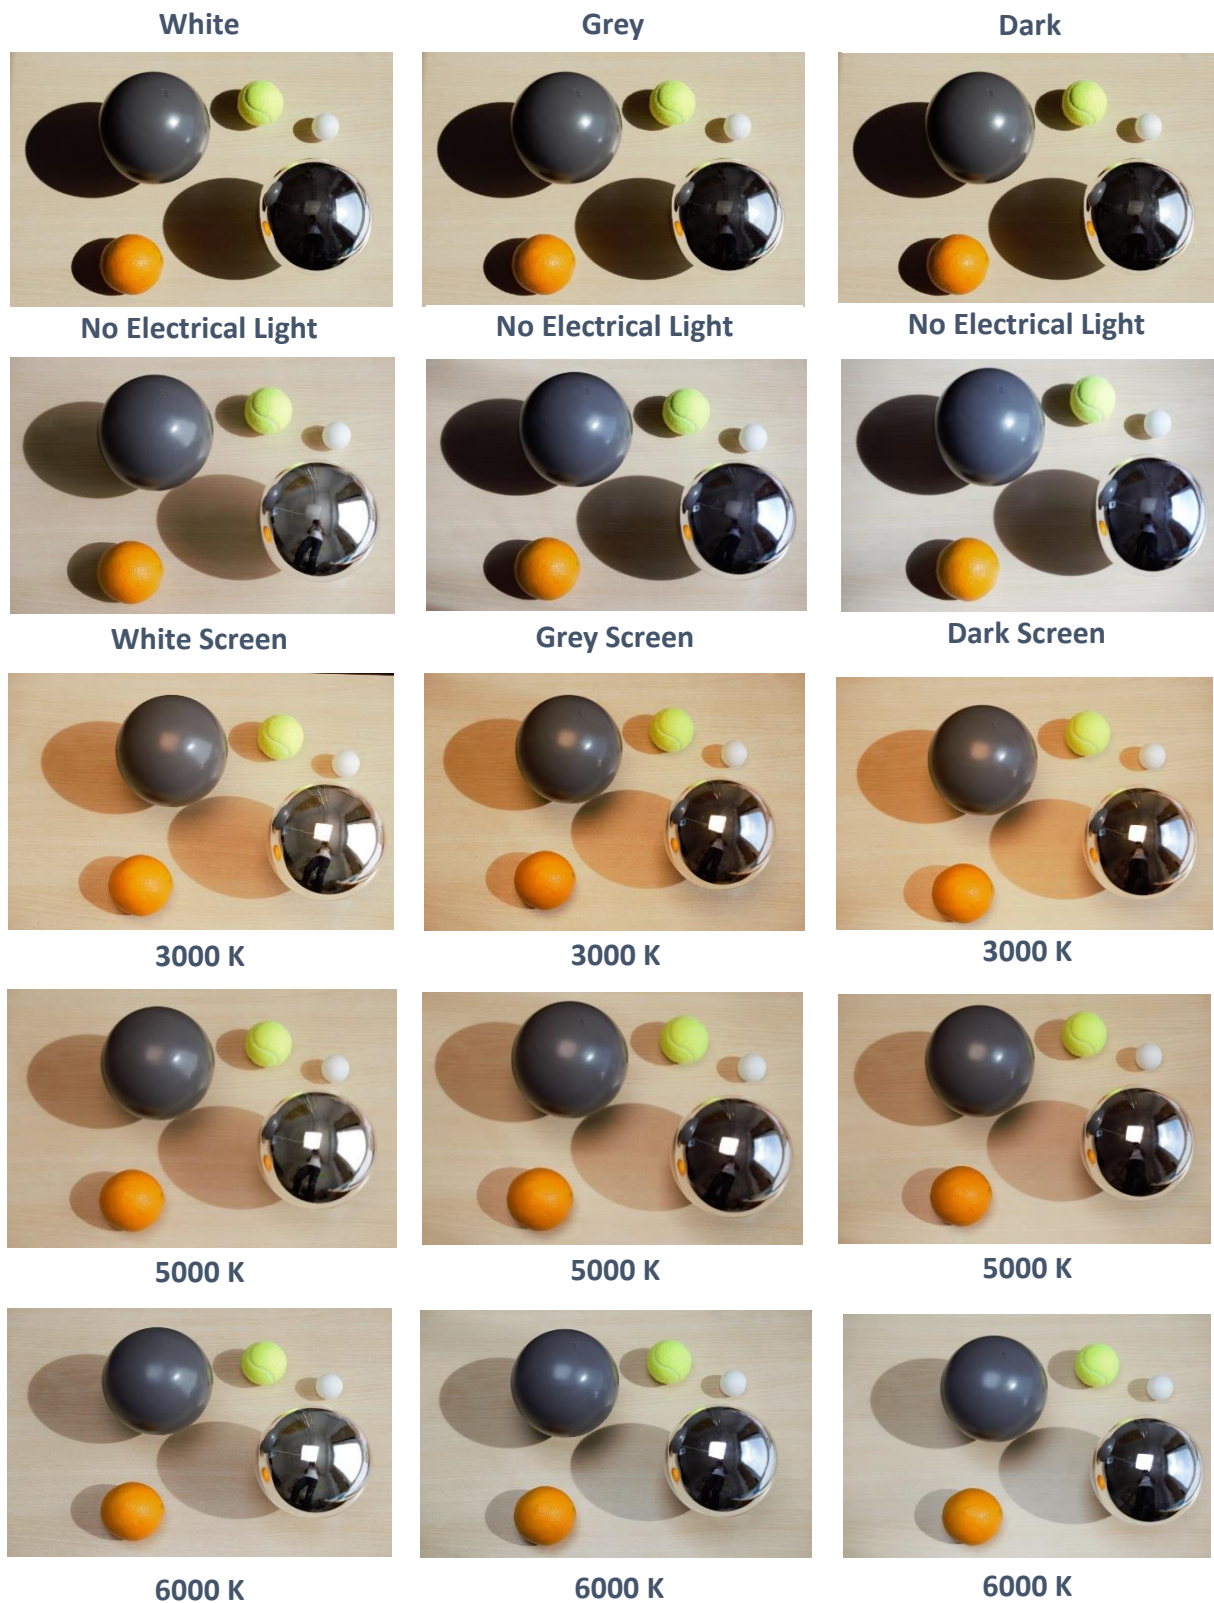 White
Grey
Dark
No Electrical Light
No Electrical Light
No Electrical Light
White Screen
Grey Screen
Dark Screen
3000 K
3000 K
3000 K
5000 K
5000 K
5000 K
6000 K
6000 K
6000 K